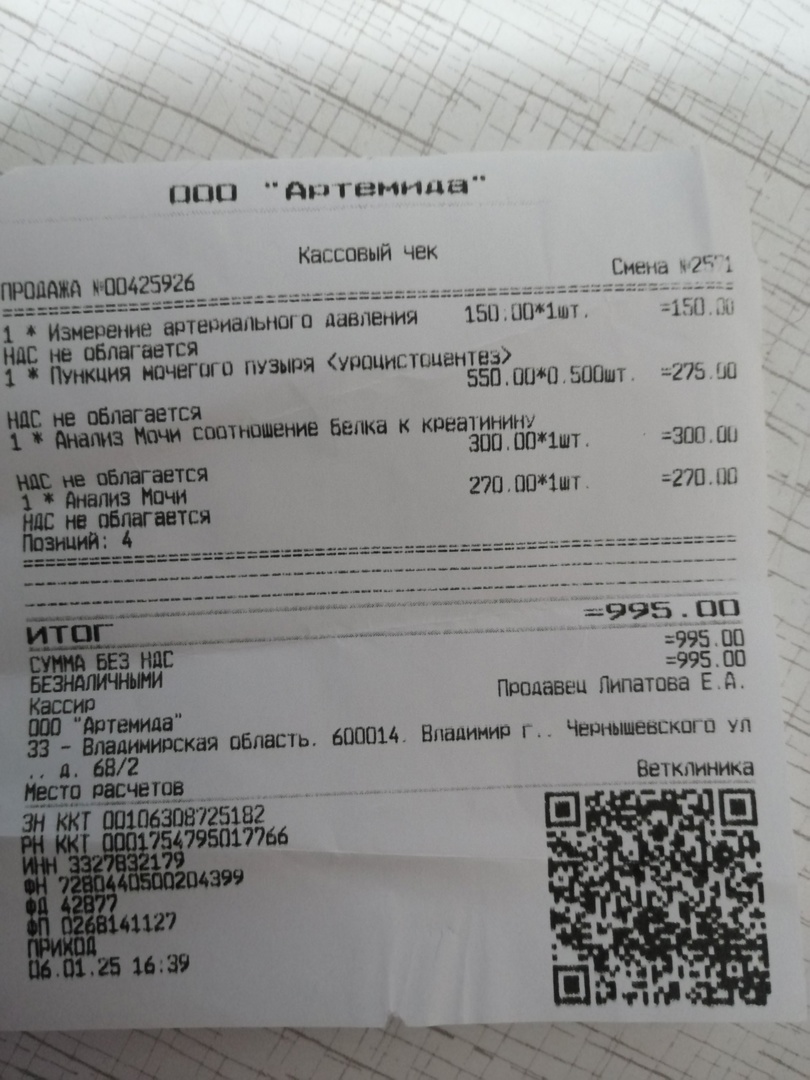 ООО "Артемида"
Кассовый чек
ПРОДАЖА №00425926
Смена
1 * Измерение артериального давления 150.00*1шт. =150.00
НДС не облагается
1 * Пункция мочегого пузыря <уроцистоцентез>
550.00*0.500шт. =275.00
НДС не облагается
1 * Анализ Мочи соотношение белка к креатинину
300.00*1шт. =300.00
НДС не облагается
1 * Анализ Мочи 270.00*1шт. =270.00
НДС не облагается
Позиций: 4
ИТОГ =995.00
СУММА БЕЗ НДС =995.00
БЕЗНАЛИЧНЫМИ =995.00
Кассир Продавец Липатова Е.А.
ООО "Артемида"
33 - Владимирская область. 600014. Владимир г.. Чернышевского ул
.. д. 68/2
Место расчетов Ветклиника
ЗН ККТ 00106308725182
РН ККТ 0001754795017766
ИНН 3327832179
ФН 7280440500204399
ФД 42877
ФП 0268141127
ПРИХОД
06.01.25 16:39